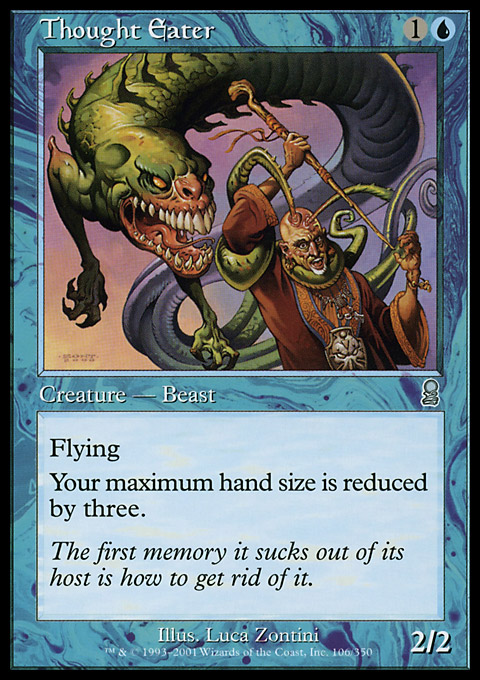 Thought Eater
1
Creature — Beast
Flying
Your maximum hand size is reduced
by three.
The first memory it sucks out of its
host is how to get rid of it.
Illus. Luca Zontini
2/2
™ & © 1993-2001 Wizards of the Coast, Inc. 106/350